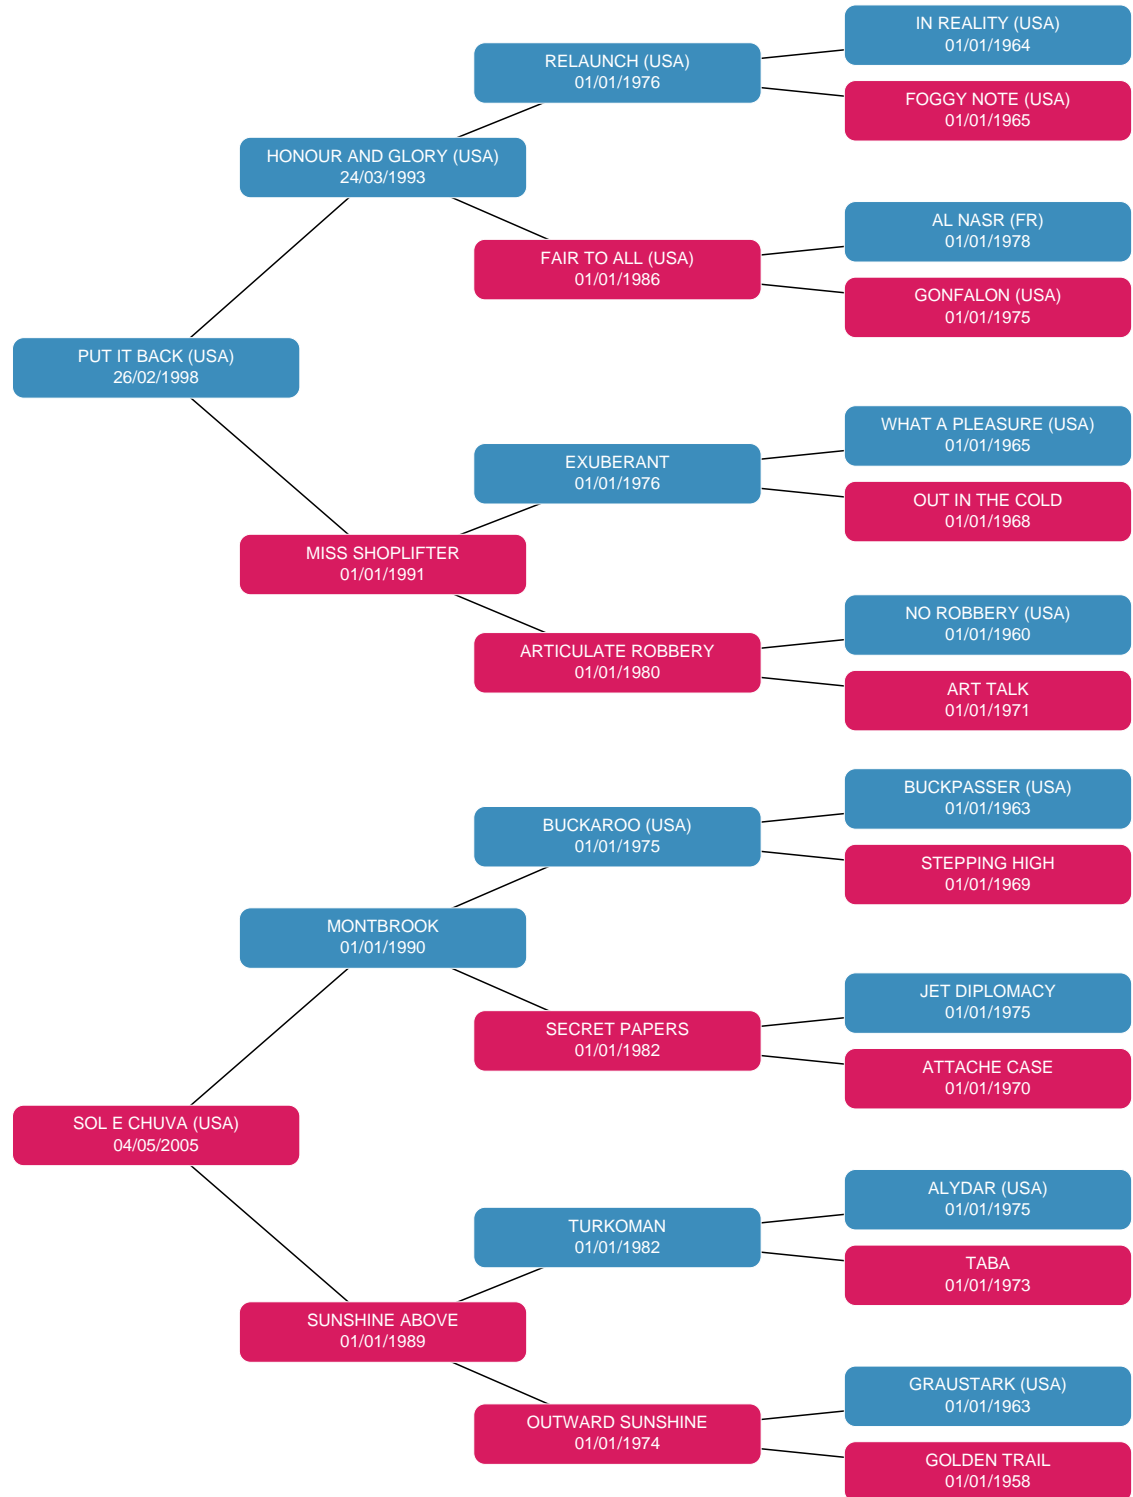 IN REALITY (USA)
01/01/1964
RELAUNCH (USA)
01/01/1976
FOGGY NOTE (USA)
01/01/1965
HONOUR AND GLORY (USA)
24/03/1993
AL NASR (FR)
01/01/1978
FAIR TO ALL (USA)
01/01/1986
GONFALON (USA)
01/01/1975
PUT IT BACK (USA)
26/02/1998
WHAT A PLEASURE (USA)
01/01/1965
EXUBERANT
01/01/1976
OUT IN THE COLD
01/01/1968
MISS SHOPLIFTER
01/01/1991
NO ROBBERY (USA)
01/01/1960
ARTICULATE ROBBERY
01/01/1980
ART TALK
01/01/1971
BUCKPASSER (USA)
01/01/1963
BUCKAROO (USA)
01/01/1975
STEPPING HIGH
01/01/1969
MONTBROOK
01/01/1990
JET DIPLOMACY
01/01/1975
SECRET PAPERS
01/01/1982
ATTACHE CASE
01/01/1970
SOL E CHUVA (USA)
04/05/2005
ALYDAR (USA)
01/01/1975
TURKOMAN
01/01/1982
TABA
01/01/1973
SUNSHINE ABOVE
01/01/1989
GRAUSTARK (USA)
01/01/1963
OUTWARD SUNSHINE
01/01/1974
GOLDEN TRAIL
01/01/1958